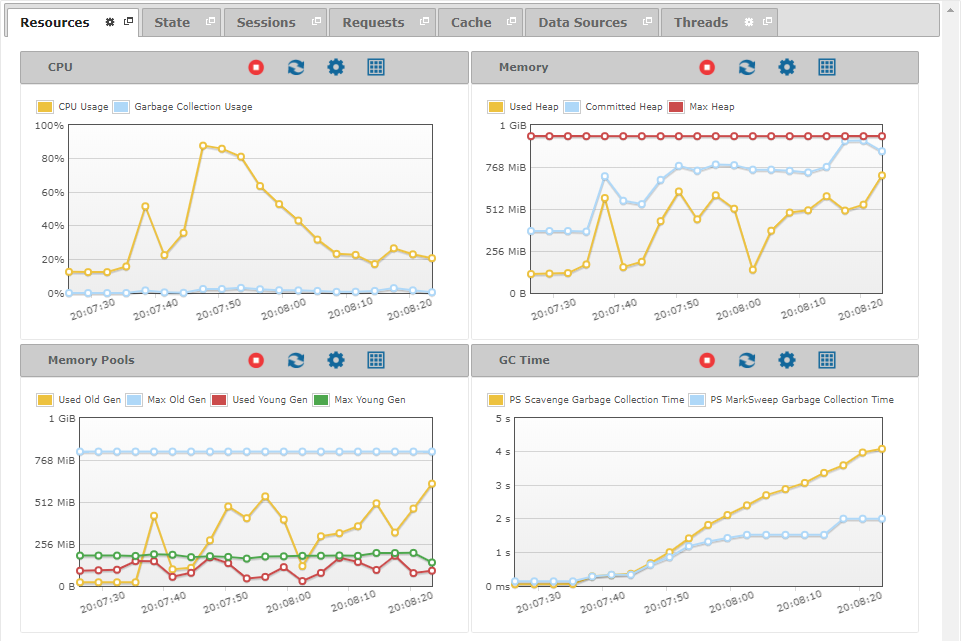 Resources State Sessions Requests Cache Data Sources Threads
CPU
CPU Usage Garbage Collection Usage
100%
80%
60%
40%
20%
0%
20:07:30 20:07:40 20:07:50 20:08:00 20:08:10 20:08:20
Memory
Used Heap Committed Heap Max Heap
1 GiB
768 MiB
512 MiB
256 MiB
0 B
20:07:30 20:07:40 20:07:50 20:08:00 20:08:10 20:08:20
Memory Pools
Used Old Gen Max Old Gen Used Young Gen Max Young Gen
1 GiB
768 MiB
512 MiB
256 MiB
0 B
20:07:30 20:07:40 20:07:50 20:08:00 20:08:10 20:08:20
GC Time
PS Scavenge Garbage Collection Time PS MarkSweep Garbage Collection Time
5 s
4 s
3 s
2 s
1 s
0 ms
20:07:30 20:07:40 20:07:50 20:08:00 20:08:10 20:08:20